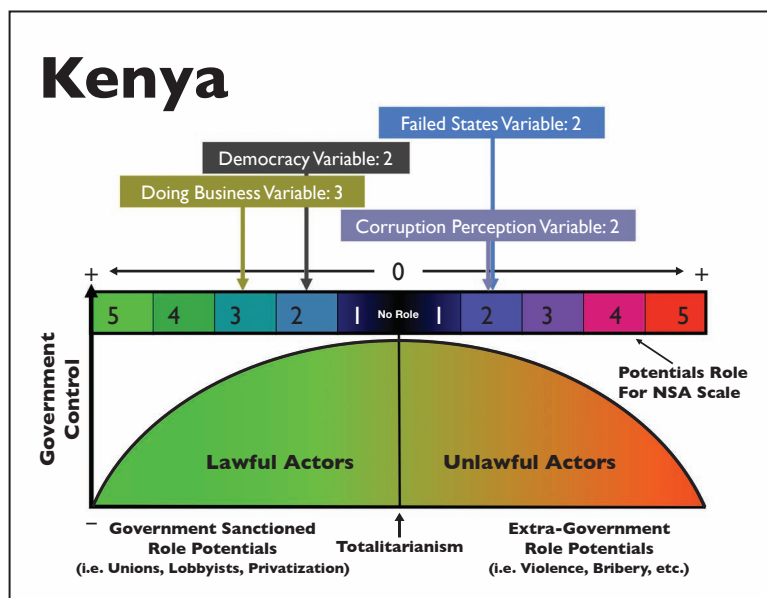 Kenya
Failed States Variable: 2
Democracy Variable: 2
Doing Business Variable: 3
Corruption Perception Variable: 2
+ 0 +
5 4 3 2 1 No Role 1 2 3 4 5
Potentials Role
For NSA Scale
Government
Control
Lawful Actors
Unlawful Actors
–
Government Sanctioned
Role Potentials
(i.e. Unions, Lobbyists, Privatization)
Totalitarianism
Extra-Government
Role Potentials
(i.e. Violence, Bribery, etc.)